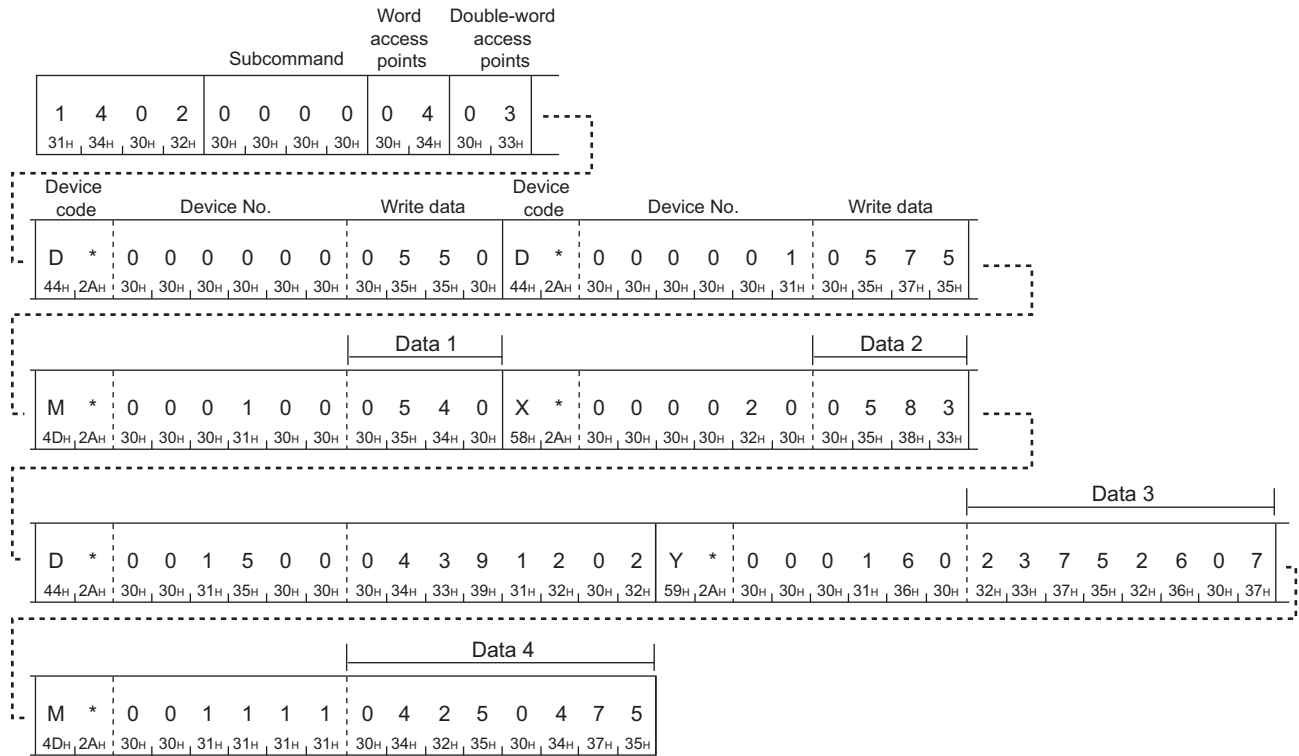 Subcommand Word access points Double-word access points
1 4 0 2 0 0 0 0 0 4 0 3
31H 34H 30H 32H 30H 30H 30H 30H 30H 34H 30H 33H
Device code Device No. Write data Device code Device No. Write data
D * 0 0 0 0 0 0 0 5 5 0 D * 0 0 0 0 0 1 0 5 7 5
44H 2AH 30H 30H 30H 30H 30H 30H 30H 35H 35H 30H 44H 2AH 30H 30H 30H 30H 30H 31H 30H 35H 37H 35H
Data 1 Data 2
M * 0 0 0 1 0 0 0 5 4 0 X * 0 0 0 0 2 0 0 5 8 3
4DH 2AH 30H 30H 30H 31H 30H 30H 30H 35H 34H 30H 58H 2AH 30H 30H 30H 30H 32H 30H 30H 35H 38H 33H
Data 3
D * 0 0 1 5 0 0 0 4 3 9 1 2 0 2 Y * 0 0 0 1 6 0 2 3 7 5 2 6 0 7
44H 2AH 30H 30H 31H 35H 30H 30H 30H 34H 33H 39H 31H 32H 30H 32H 59H 2AH 30H 30H 30H 31H 36H 30H 32H 33H 37H 35H 32H 36H 30H 37H
Data 4
M * 0 0 1 1 1 1 0 4 2 5 0 4 7 5
4DH 2AH 30H 30H 31H 31H 31H 31H 30H 34H 32H 35H 30H 34H 37H 35H